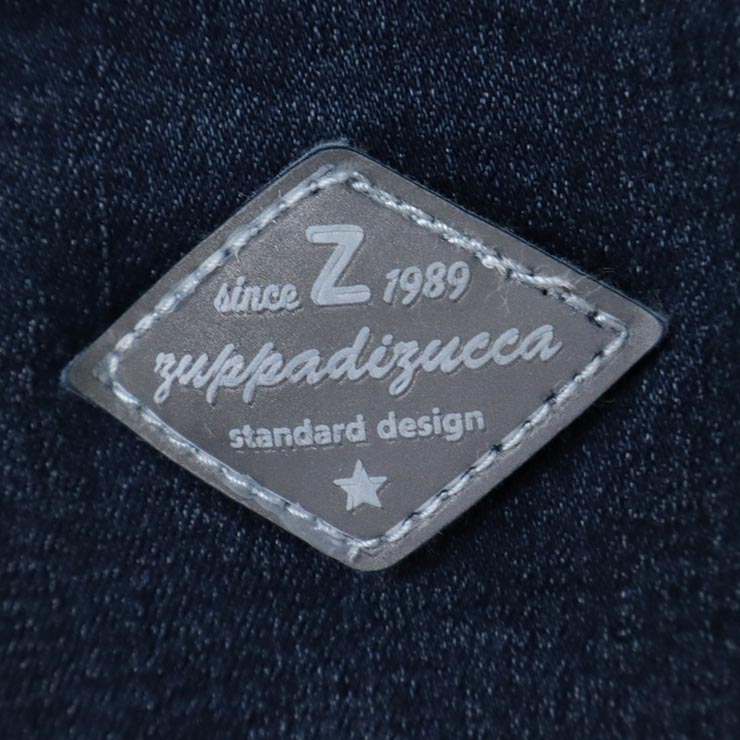 since Z 1989
zuppadizucca
standard design